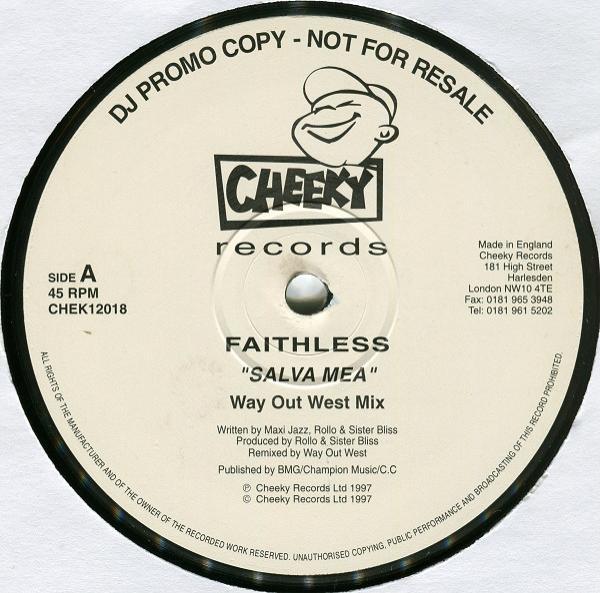 DJ PROMO COPY - NOT FOR RESALE
CHEEKY
records
SIDE A
45 RPM
CHEK12018
Made in England
Cheeky Records
181 High Street
Harlesden
London NW10 4TE
Fax: 0181 965 3948
Tel: 0181 961 5202
FAITHLESS
"SALVA MEA"
Way Out West Mix
Written by Maxi Jazz, Rollo & Sister Bliss
Produced by Rollo & Sister Bliss
Remixed by Way Out West
Published by BMG/Champion Music/C.C
℗ Cheeky Records Ltd 1997
© Cheeky Records Ltd 1997
ALL RIGHTS OF THE MANUFACTURER AND OF THE OWNER OF THE RECORDED WORK RESERVED. UNAUTHORISED COPYING, PUBLIC PERFORMANCE AND BROADCASTING OF THIS RECORD PROHIBITED.